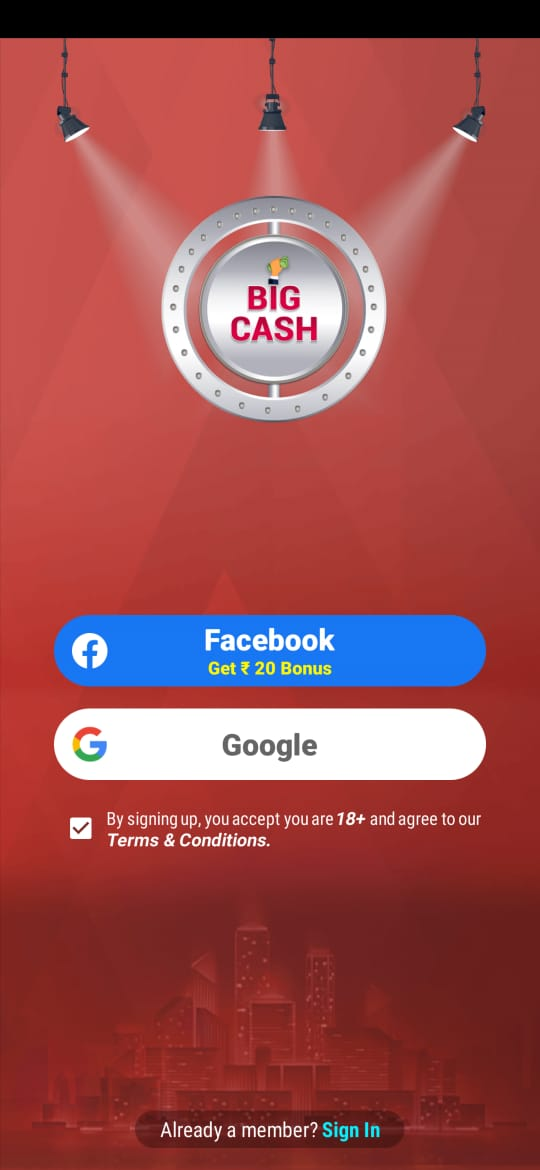 BIG
CASH
Facebook
Get ₹ 20 Bonus
Google
By signing up, you accept you are 18+ and agree to our
Terms & Conditions.
Already a member? Sign In